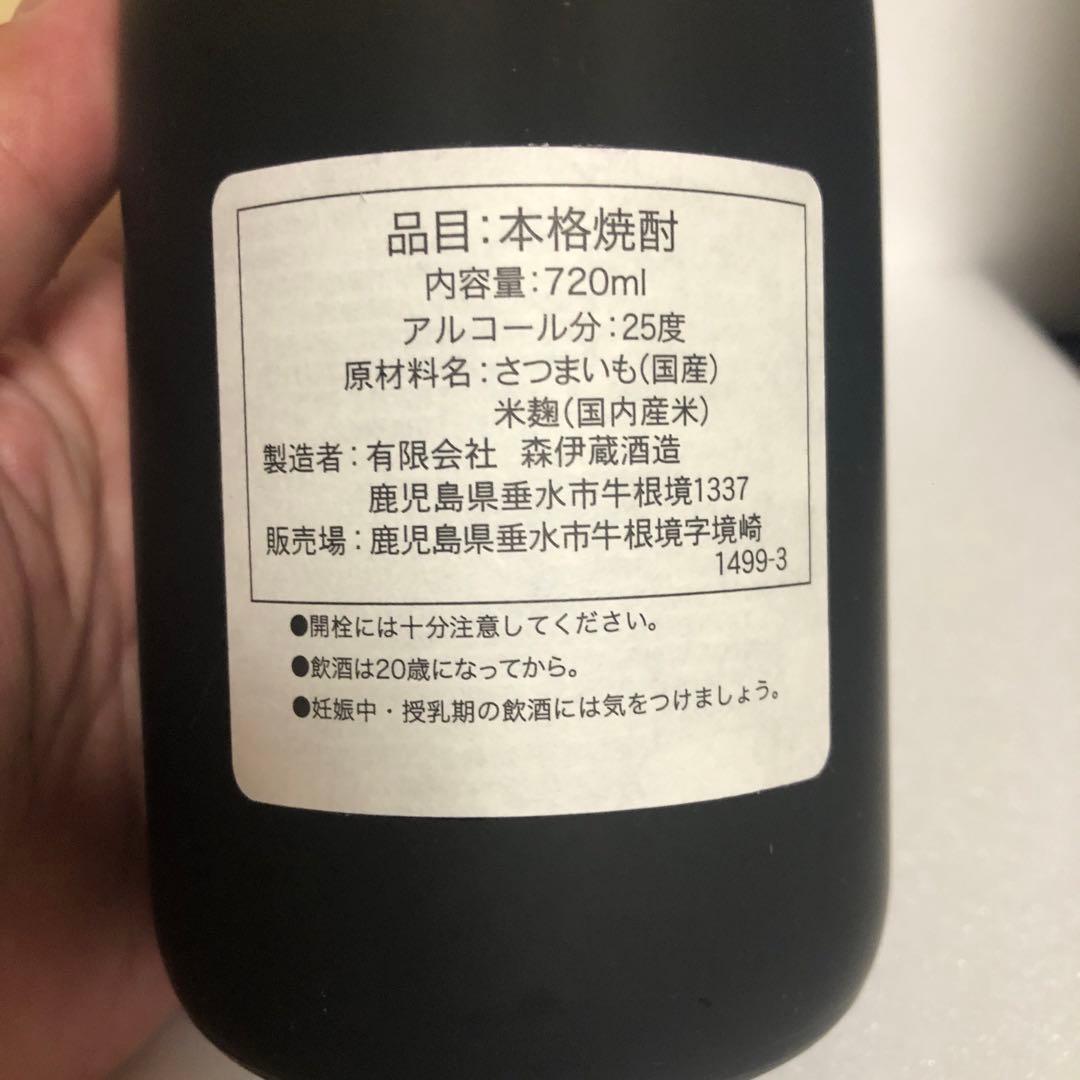 品目:本格焼酎
内容量:720ml
アルコール分:25度
原材料名:さつまいも(国産)
米麹(国内産米)
製造者:有限会社 森伊蔵酒造
鹿児島県垂水市牛根境1337
販売場:鹿児島県垂水市牛根境字境崎
1499-3
●開栓には十分注意してください。
●飲酒は20歳になってから。
●妊娠中・授乳期の飲酒には気をつけましょう。